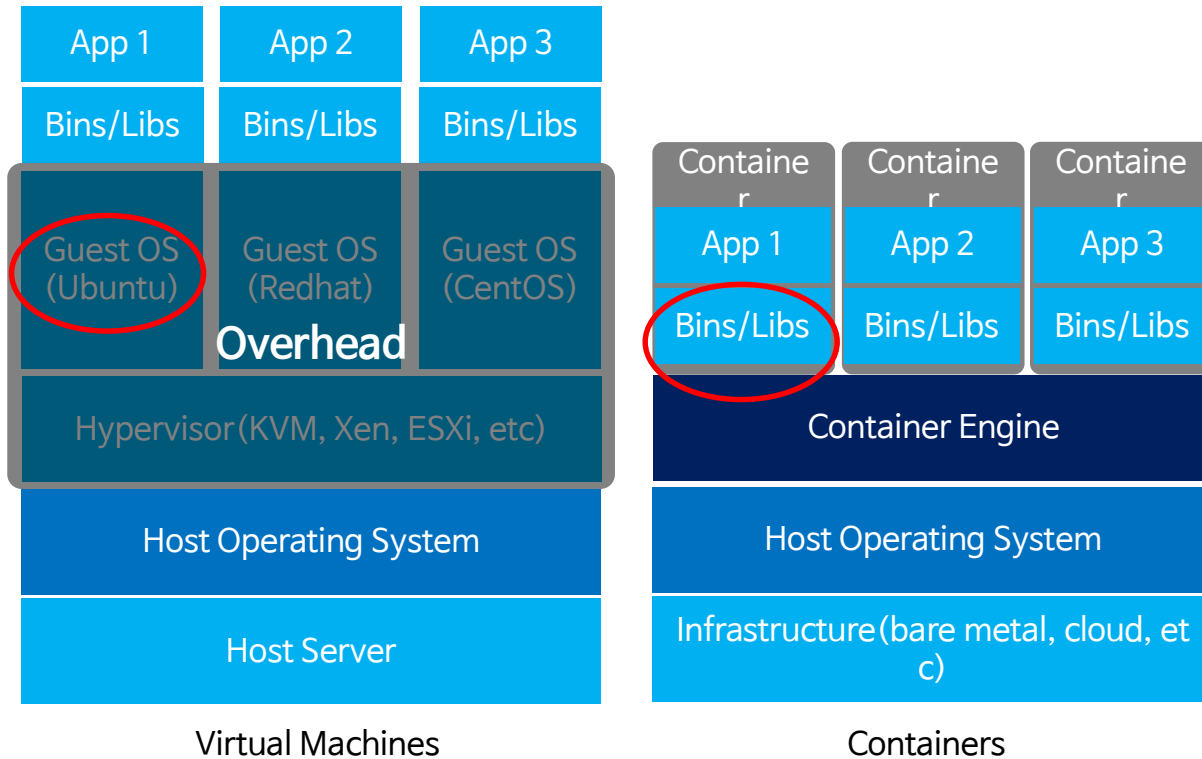 App 1
App 2
App 3
Bins/Libs
Bins/Libs
Bins/Libs
Guest OS
(Ubuntu)
Guest OS
(Redhat)
Guest OS
(CentOS)
Overhead
Hypervisor(KVM, Xen, ESXi, etc)
Host Operating System
Host Server
Virtual Machines
Containe
r
Containe
r
Containe
r
App 1
App 2
App 3
Bins/Libs
Bins/Libs
Bins/Libs
Container Engine
Host Operating System
Infrastructure(bare metal, cloud, et
c)
Containers